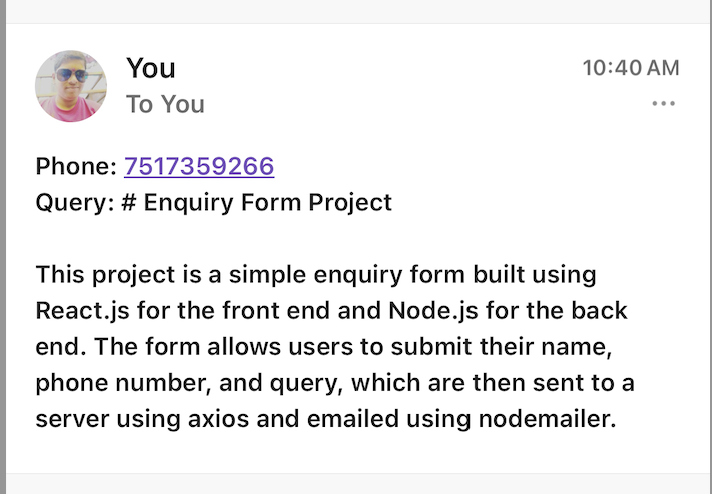 You
10:40 AM
To You
Phone: 7517359266
Query: # Enquiry Form Project
This project is a simple enquiry form built using
React.js for the front end and Node.js for the back
end. The form allows users to submit their name,
phone number, and query, which are then sent to a
server using axios and emailed using nodemailer.